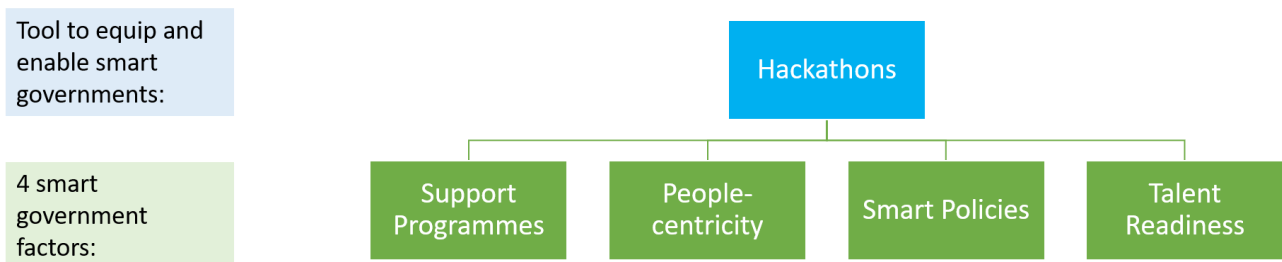 Tool to equip and
enable smart
governments:
Hackathons
4 smart
government
factors:
Support
Programmes
People-
centricity
Smart Policies
Talent
Readiness